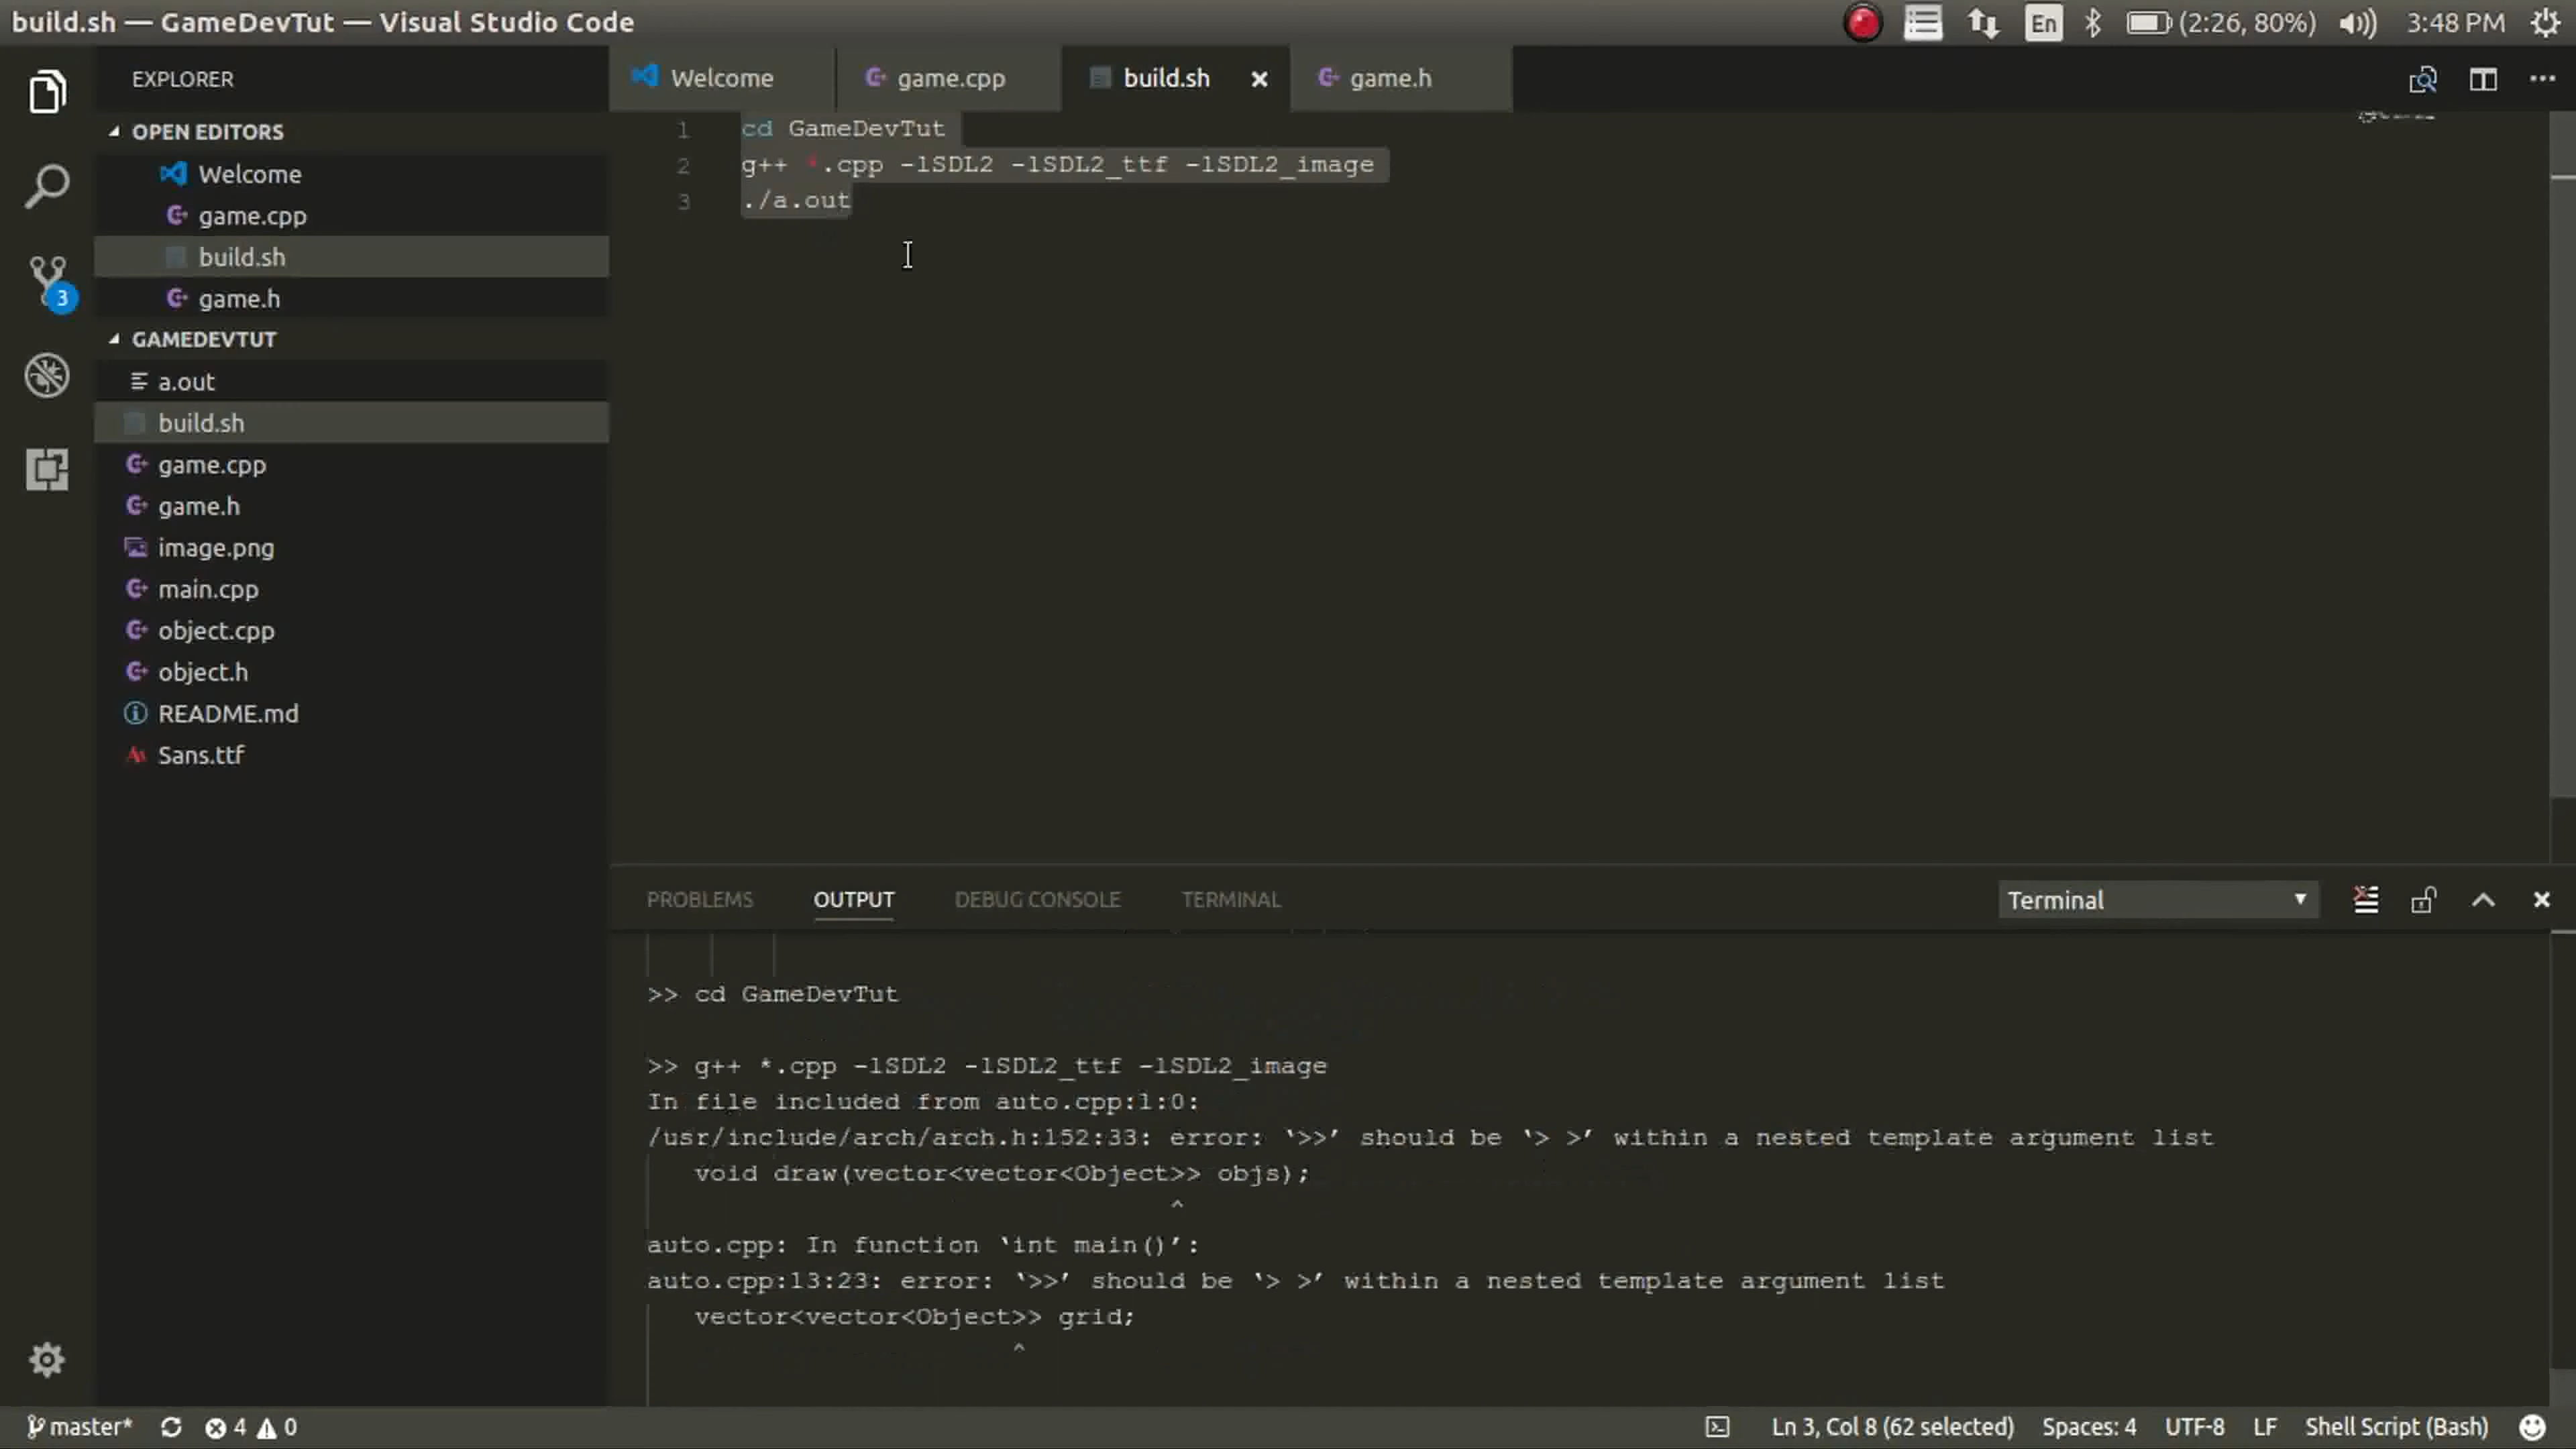 build.sh — GameDevTut — Visual Studio Code
En
(2:26, 80%)
3:48 PM
EXPLORER
OPEN EDITORS
Welcome
game.cpp
build.sh
game.h
3
GAMEDEVTUT
a.out
build.sh
game.cpp
game.h
image.png
main.cpp
object.cpp
object.h
README.md
Sans.ttf
Welcome
game.cpp
build.sh
game.h
1 cd GameDevTut
2 g++ *.cpp -lSDL2 -lSDL2_ttf -lSDL2_image
3 ./a.out
PROBLEMS
OUTPUT
DEBUG CONSOLE
TERMINAL
Terminal
>> cd GameDevTut
>> g++ *.cpp -lSDL2 -lSDL2_ttf -lSDL2_image
In file included from auto.cpp:1:0:
/usr/include/arch/arch.h:152:33: error: ‘>>’ should be ‘> >’ within a nested template argument list
void draw(vector<vector<Object>> objs);
^
auto.cpp: In function ‘int main()’:
auto.cpp:13:23: error: ‘>>’ should be ‘> >’ within a nested template argument list
vector<vector<Object>> grid;
^
master*
4
0
Ln 3, Col 8 (62 selected)
Spaces: 4
UTF-8
LF
Shell Script (Bash)